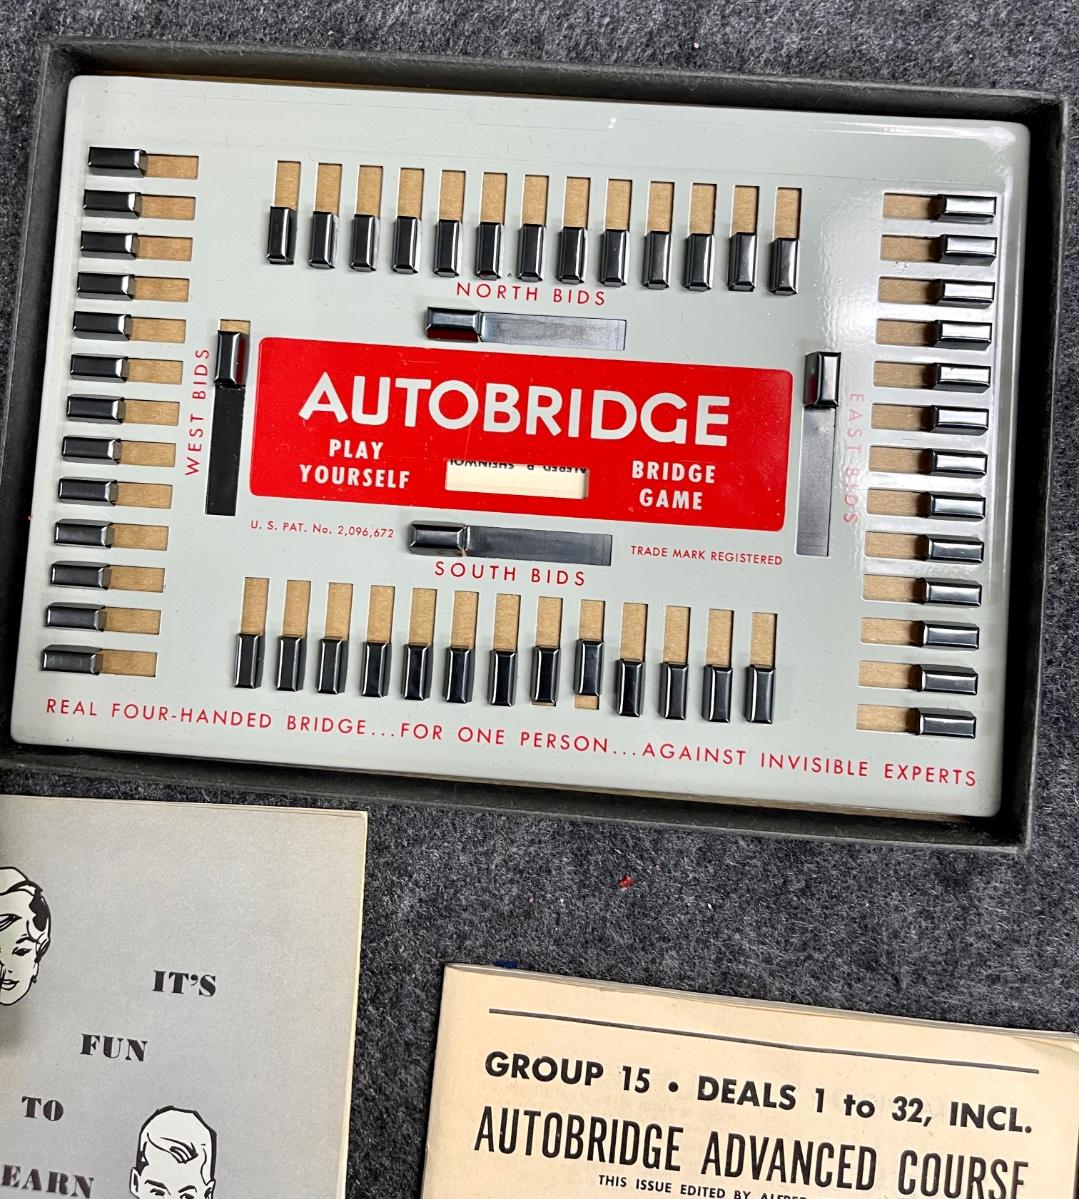 NORTH BIDS
WEST BIDS
EAST BIDS
AUTOBRIDGE
PLAY
YOURSELF
BRIDGE
GAME
U. S. PAT. No. 2,096,672
TRADE MARK REGISTERED
SOUTH BIDS
REAL FOUR-HANDED BRIDGE...FOR ONE PERSON...AGAINST INVISIBLE EXPERTS
IT'S
FUN
TO
EARN
GROUP 15 • DEALS 1 to 32, INCL.
AUTOBRIDGE ADVANCED COURSE
THIS ISSUE EDITED BY